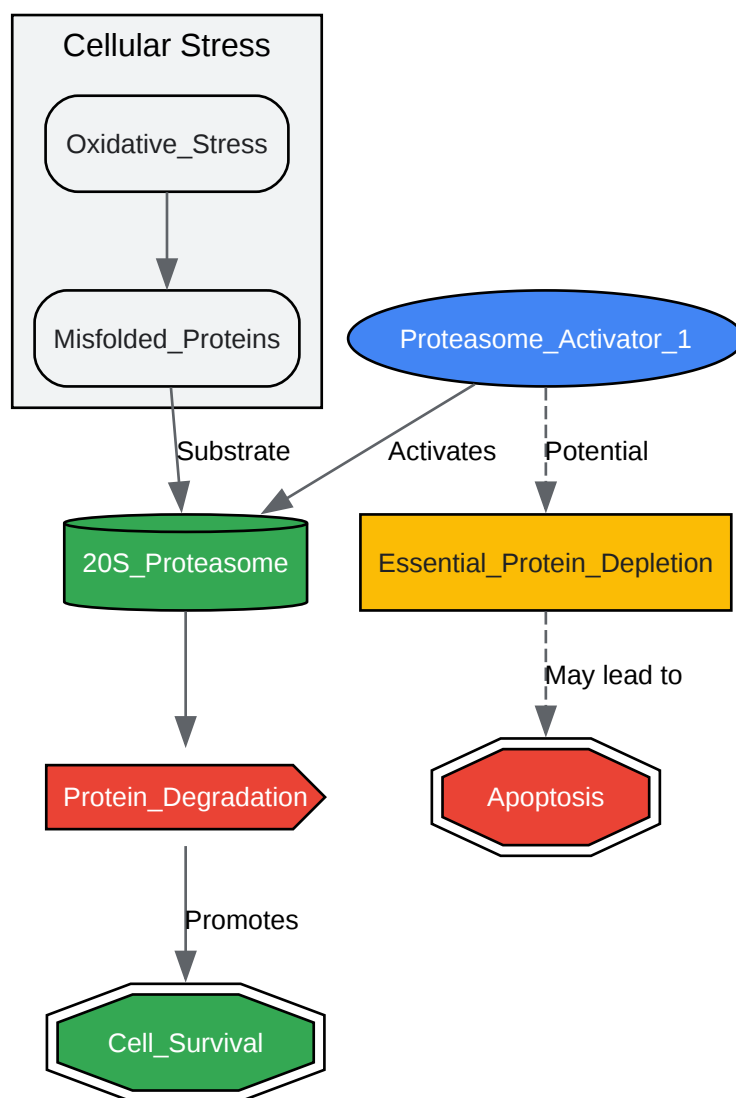 Cellular Stress
Oxidative_Stress
Misfolded_Proteins
Proteasome_Activator_1
Substrate
Activates
Potential
20S_Proteasome
Essential_Protein_Depletion
May lead to
Protein_Degradation
Apoptosis
Promotes
Cell_Survival